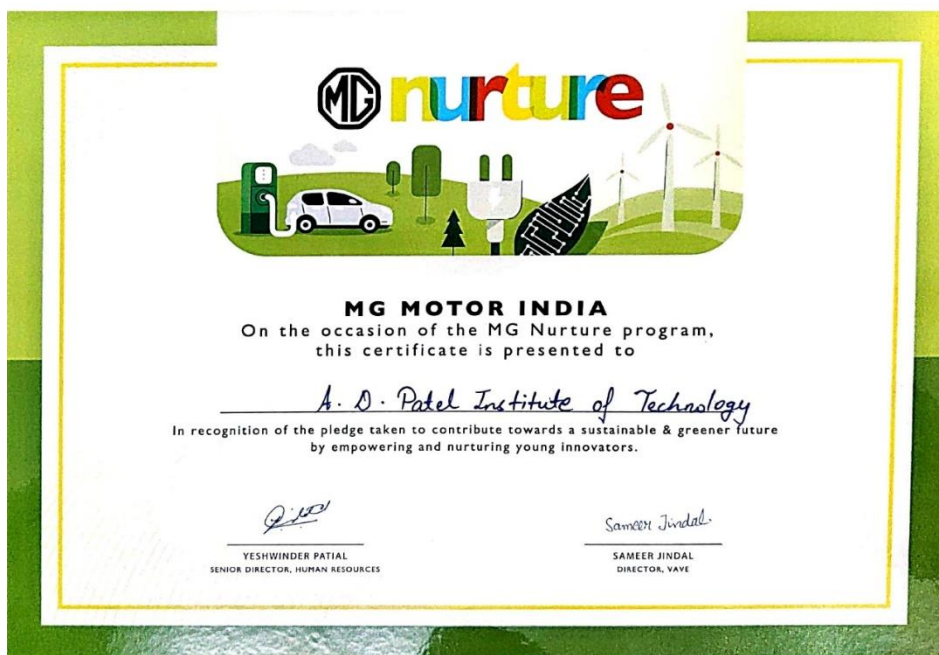 MG nurture
MG MOTOR INDIA
On the occasion of the MG Nurture program,
this certificate is presented to
A. D. Patel Institute of Technology
In recognition of the pledge taken to contribute towards a sustainable & greener future
by empowering and nurturing young innovators.
Sameer Jindal.
YESHWINDER PATIAL
SENIOR DIRECTOR, HUMAN RESOURCES
SAMEER JINDAL
DIRECTOR, VAVE